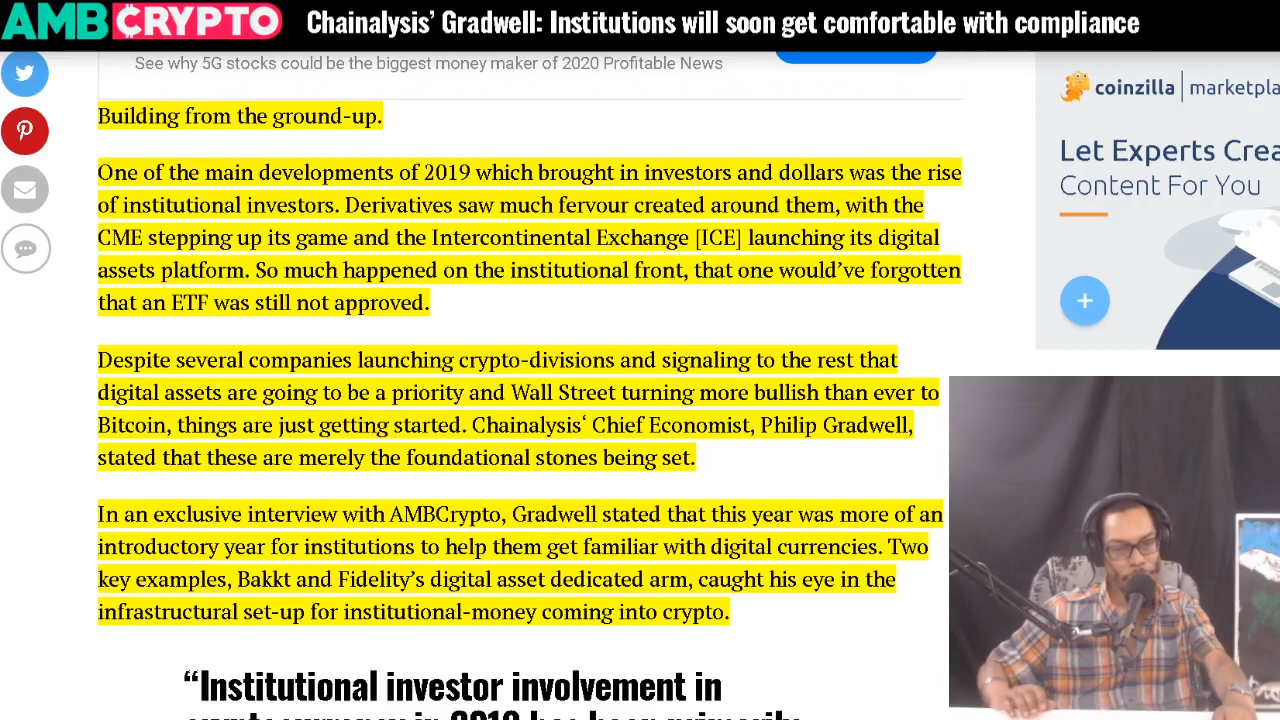 AMBCRYPTO Chainalysis’ Gradwell: Institutions will soon get comfortable with compliance
See why 5G stocks could be the biggest money maker of 2020 Profitable News
Building from the ground-up.
One of the main developments of 2019 which brought in investors and dollars was the rise
of institutional investors. Derivatives saw much fervour created around them, with the
CME stepping up its game and the Intercontinental Exchange [ICE] launching its digital
assets platform. So much happened on the institutional front, that one would’ve forgotten
that an ETF was still not approved.
Despite several companies launching crypto-divisions and signaling to the rest that
digital assets are going to be a priority and Wall Street turning more bullish than ever to
Bitcoin, things are just getting started. Chainalysis‘ Chief Economist, Philip Gradwell,
stated that these are merely the foundational stones being set.
In an exclusive interview with AMBCrypto, Gradwell stated that this year was more of an
introductory year for institutions to help them get familiar with digital currencies. Two
key examples, Bakkt and Fidelity’s digital asset dedicated arm, caught his eye in the
infrastructural set-up for institutional-money coming into crypto.
“Institutional investor involvement in
coinzilla marketpla
Let Experts Crea
Content For You